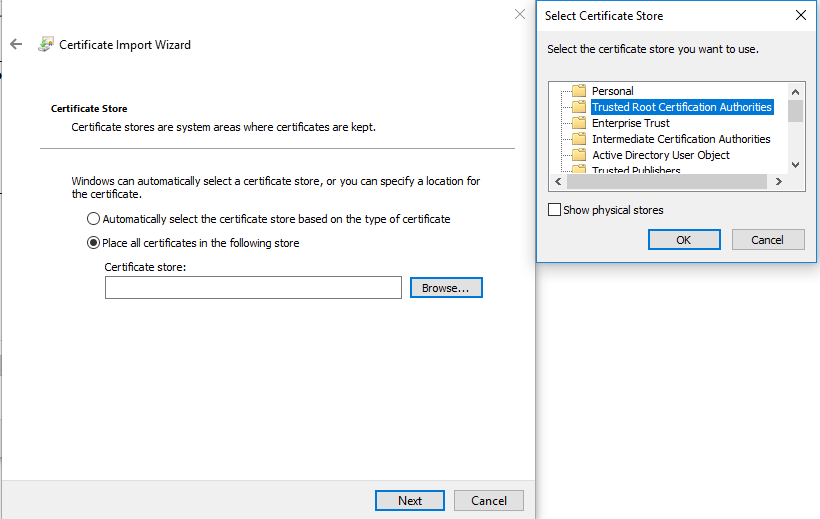 Certificate Import Wizard
Certificate Store
Certificate stores are system areas where certificates are kept.
Windows can automatically select a certificate store, or you can specify a location for
the certificate.
Automatically select the certificate store based on the type of certificate
Place all certificates in the following store
Certificate store:
Browse...
Next
Cancel
Select Certificate Store
Select the certificate store you want to use.
Personal
Trusted Root Certification Authorities
Enterprise Trust
Intermediate Certification Authorities
Active Directory User Object
Trusted Publishers
Show physical stores
OK
Cancel